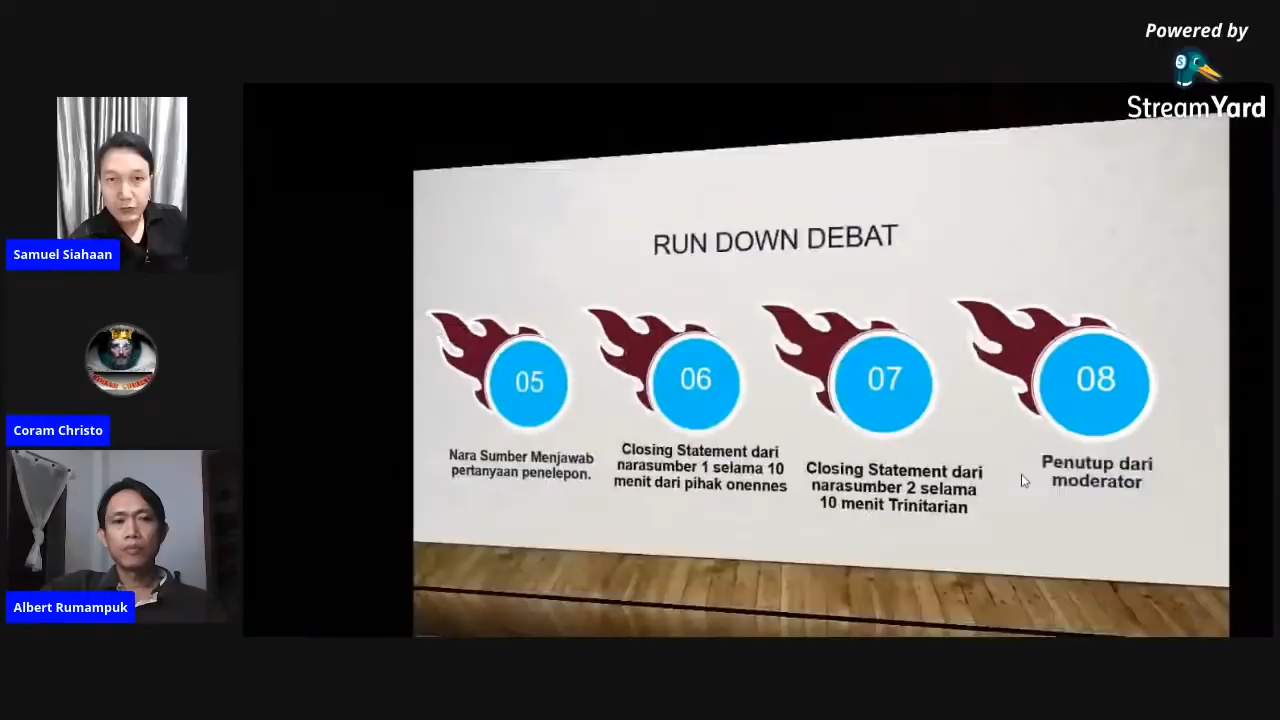 Powered by
StreamYard
Samuel Siahaan
Coram Christo
Albert Rumampuk
RUN DOWN DEBAT
05
Nara Sumber Menjawab
pertanyaan penelepon.
06
Closing Statement dari
narasumber 1 selama 10
menit dari pihak onennes
07
Closing Statement dari
narasumber 2 selama
10 menit Trinitarian
08
Penutup dari
moderator